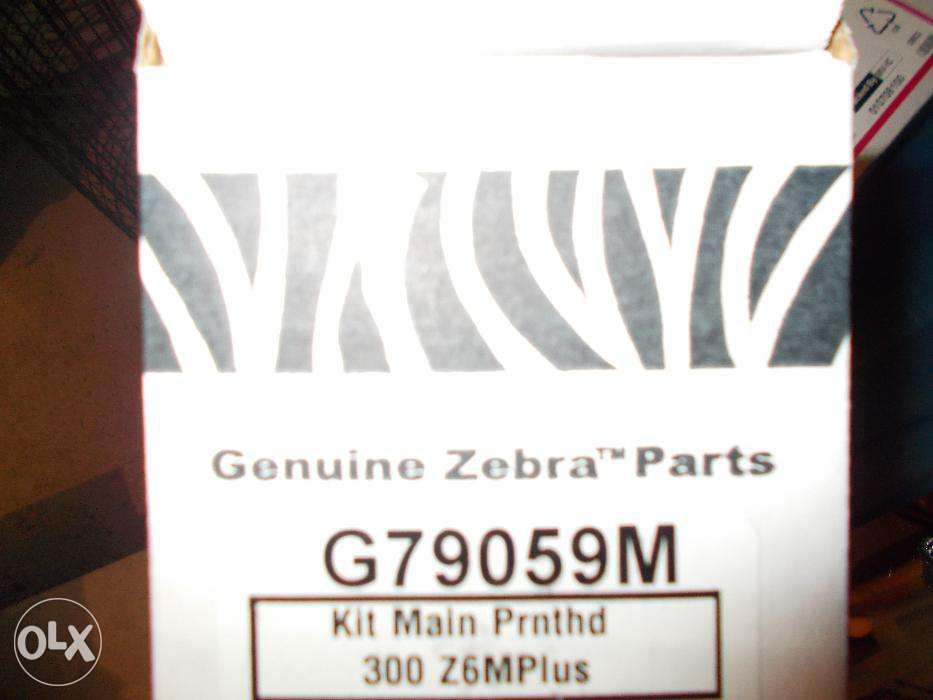 Genuine Zebra™ Parts
G79059M
Kit Main Prnthd
300 Z6MPlus
OLX